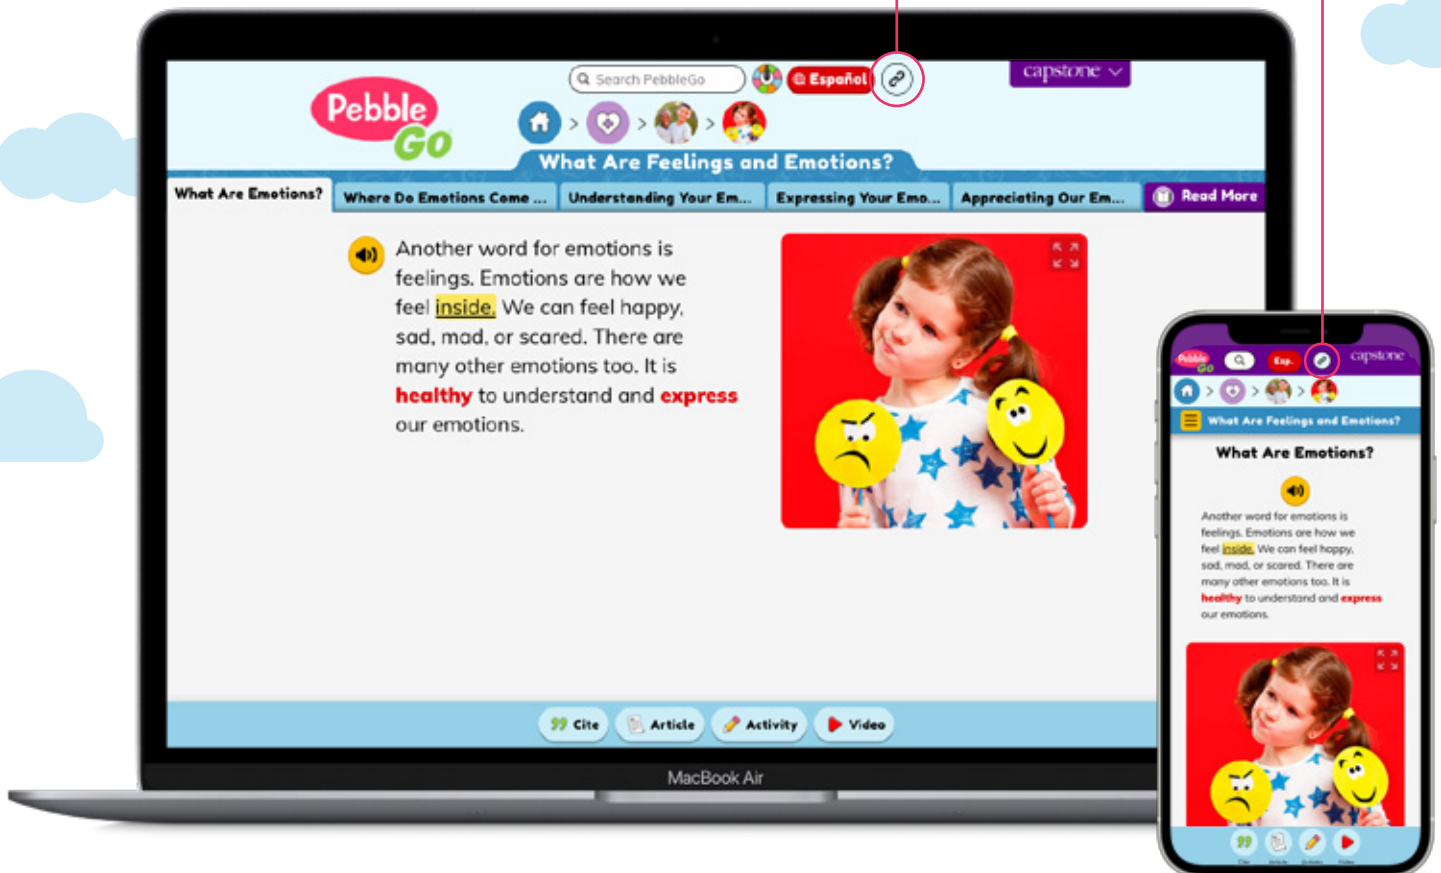 Search PebbleGo
Español
capstone
Pebble
Go
What Are Feelings and Emotions?
What Are Emotions?
Where Do Emotions Come ...
Understanding Your Em...
Expressing Your Emo...
Appreciating Our Em...
Read More
Another word for emotions is
feelings. Emotions are how we
feel inside. We can feel happy,
sad, mad, or scared. There are
many other emotions too. It is
healthy to understand and express
our emotions.
Cite
Article
Activity
Video
MacBook Air
Pebble
Go
Esp.
capstone
What Are Feelings and Emotions?
What Are Emotions?
Another word for emotions is
feelings. Emotions are how we
feel inside. We can feel happy,
sad, mad, or scared. There are
many other emotions too. It is
healthy to understand and express
our emotions.
Cite
Article
Activity
Video